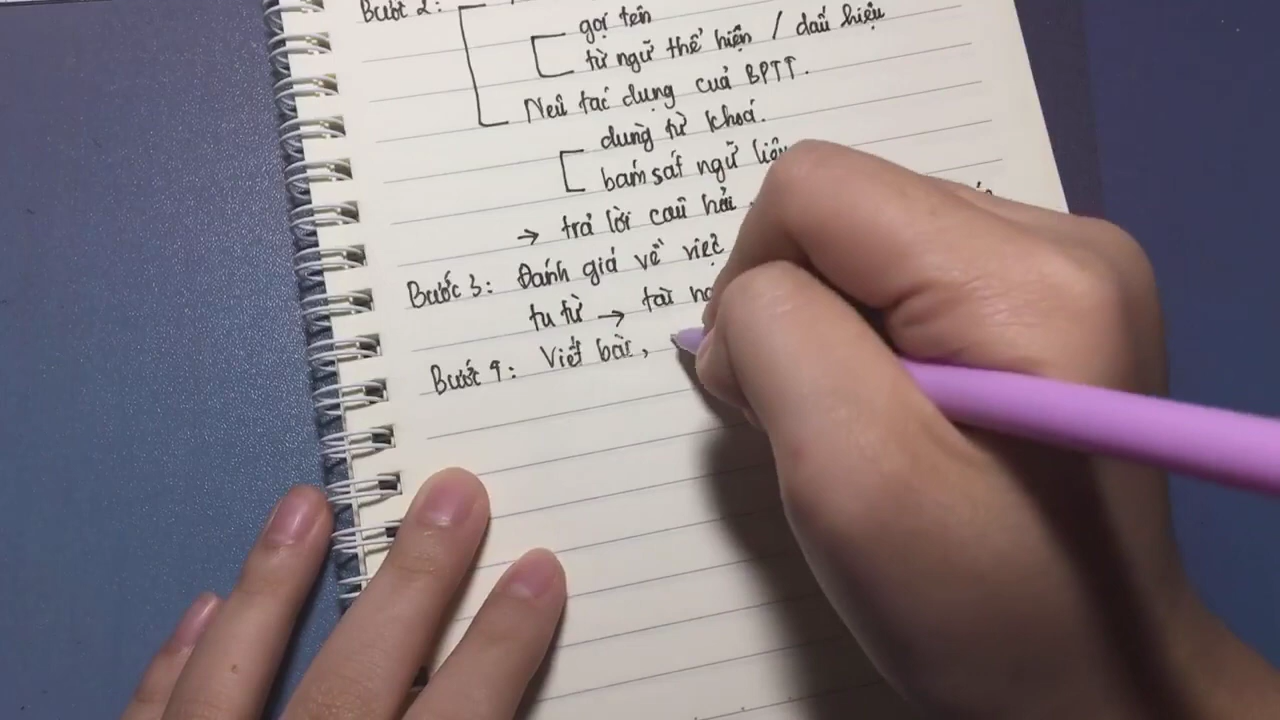 Bước 2:
gọi tên
từ ngữ thể hiện / dấu hiệu
Nêu tác dụng của BPTT.
dùng từ khoá.
bám sát ngữ liệu
→ trả lời câu hỏi
Bước 3: Đánh giá về việc
tu từ → tài
Bước 4: Viết bài,